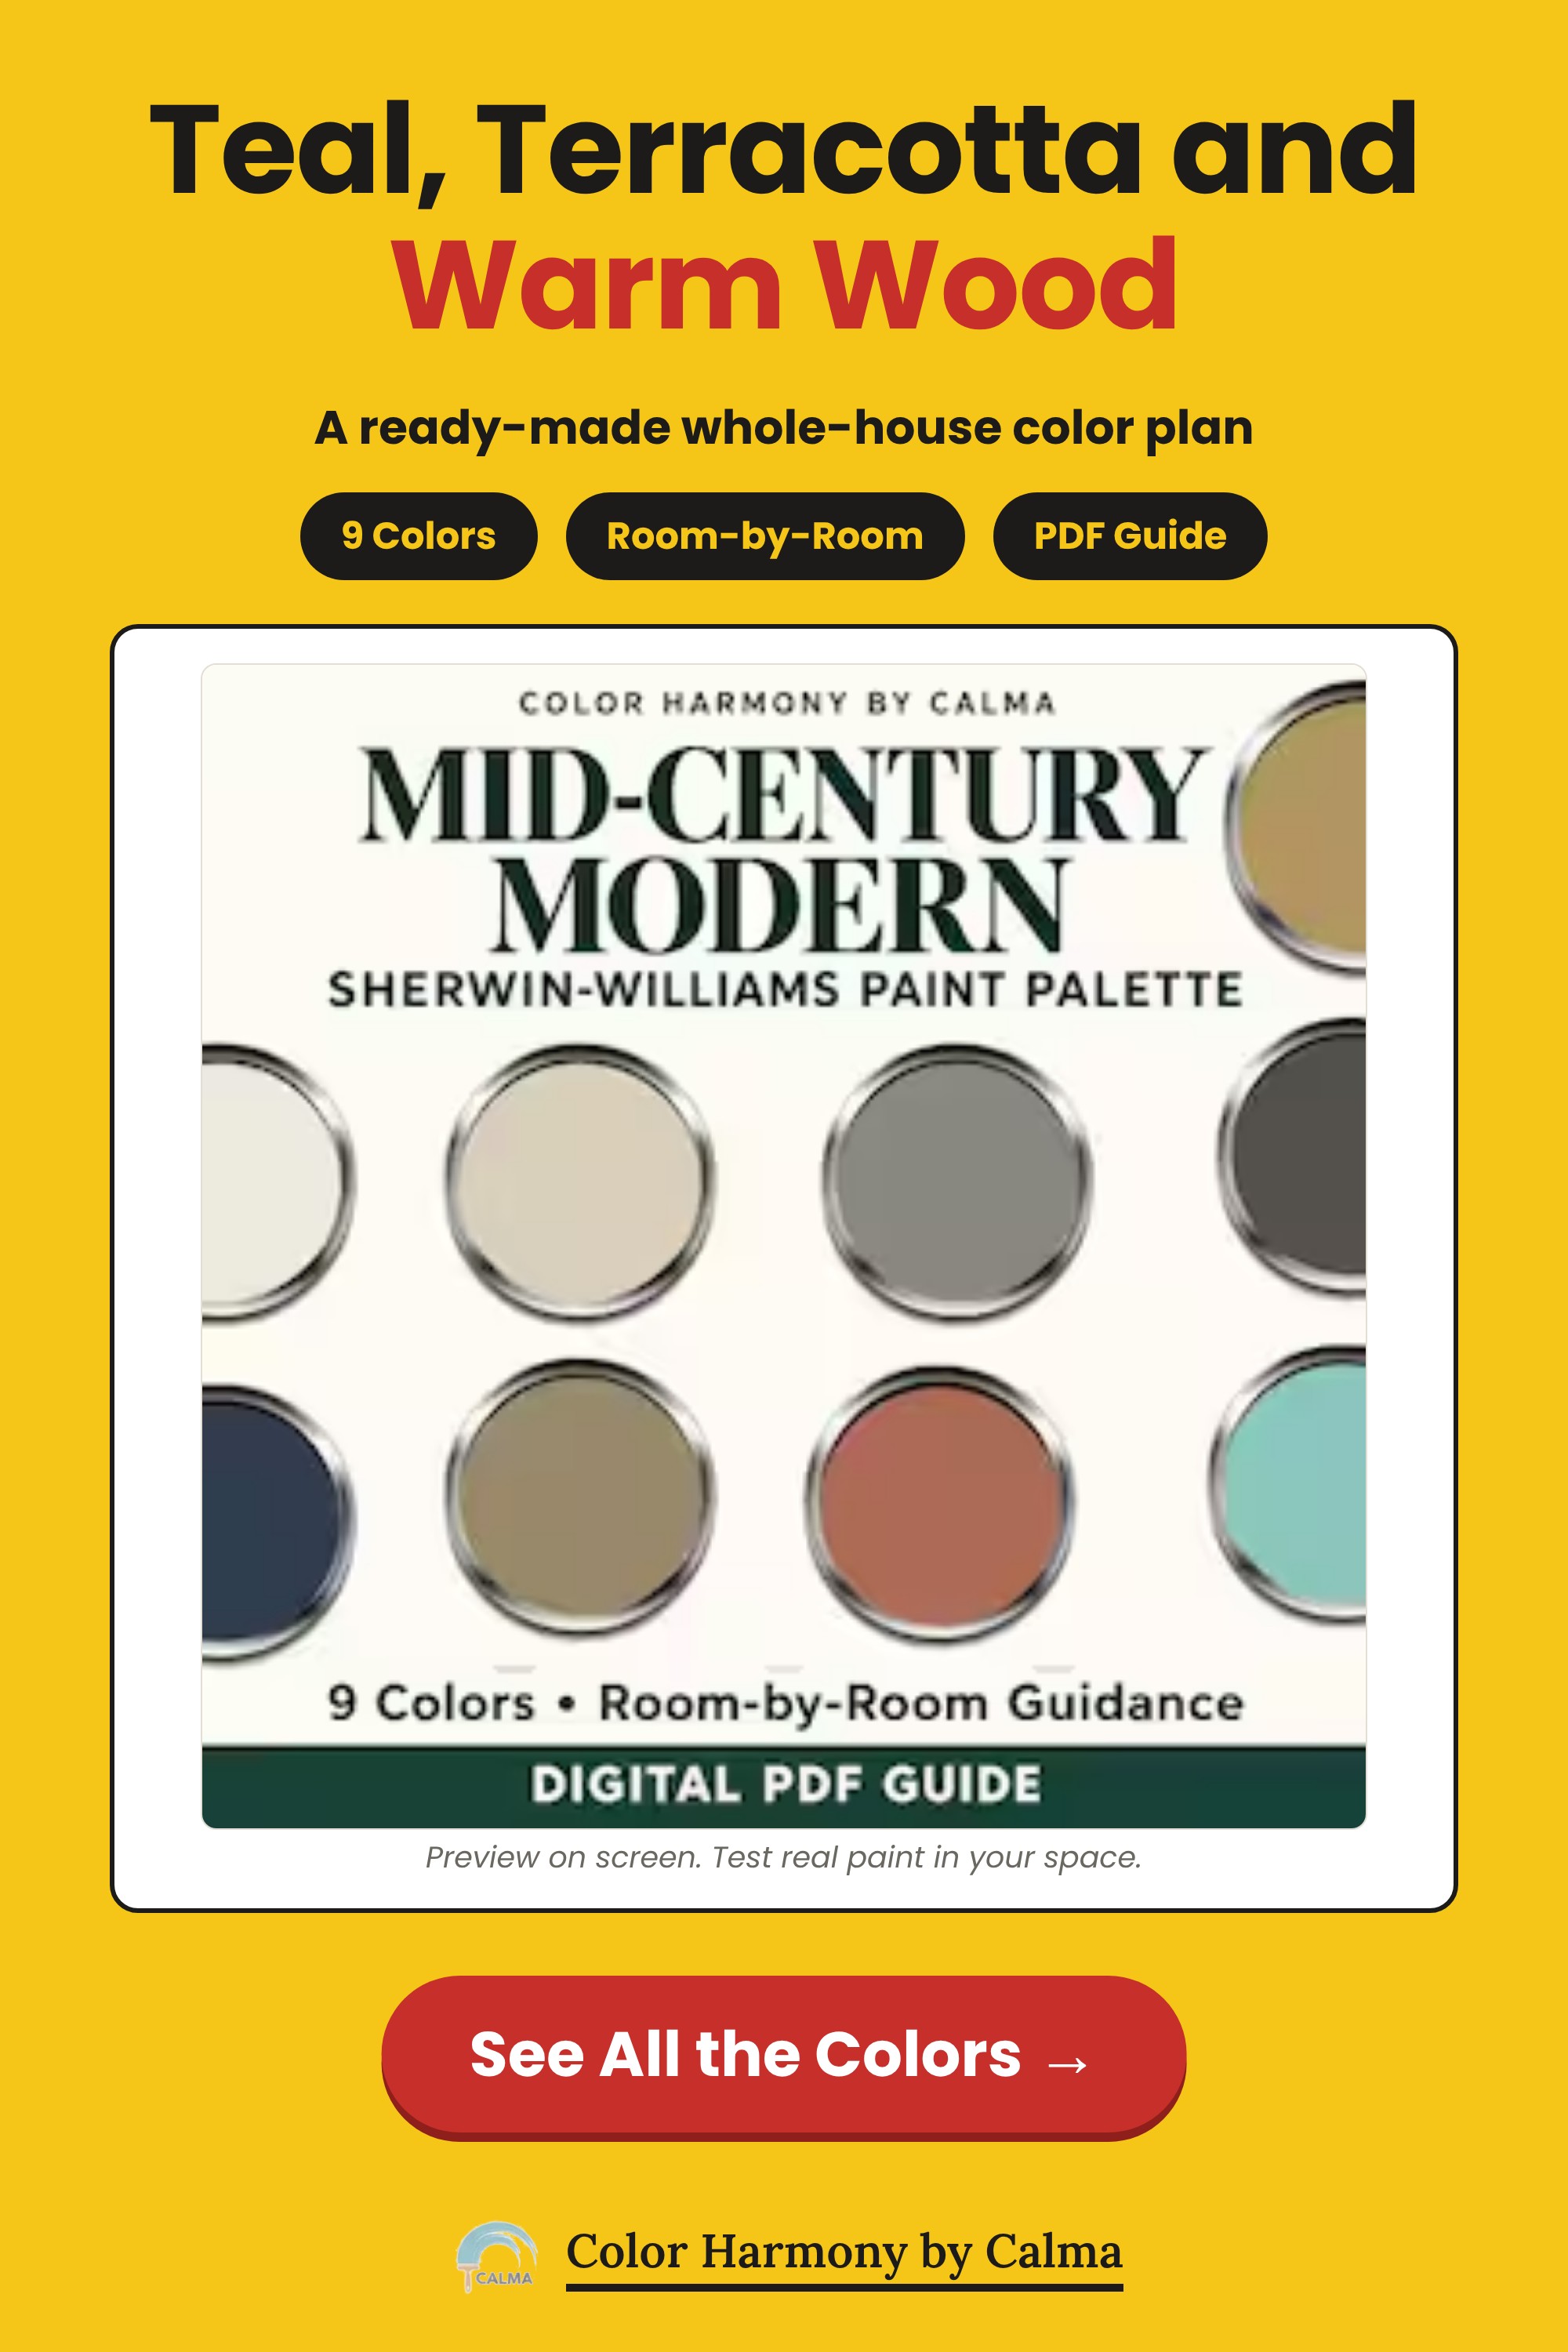 Teal, Terracotta and
Warm Wood
A ready-made whole-house color plan
9 Colors
Room-by-Room
PDF Guide
COLOR HARMONY BY CALMA
MID-CENTURY
MODERN
SHERWIN-WILLIAMS PAINT PALETTE
9 Colors • Room-by-Room Guidance
DIGITAL PDF GUIDE
Preview on screen. Test real paint in your space.
See All the Colors →
CALMA
Color Harmony by Calma